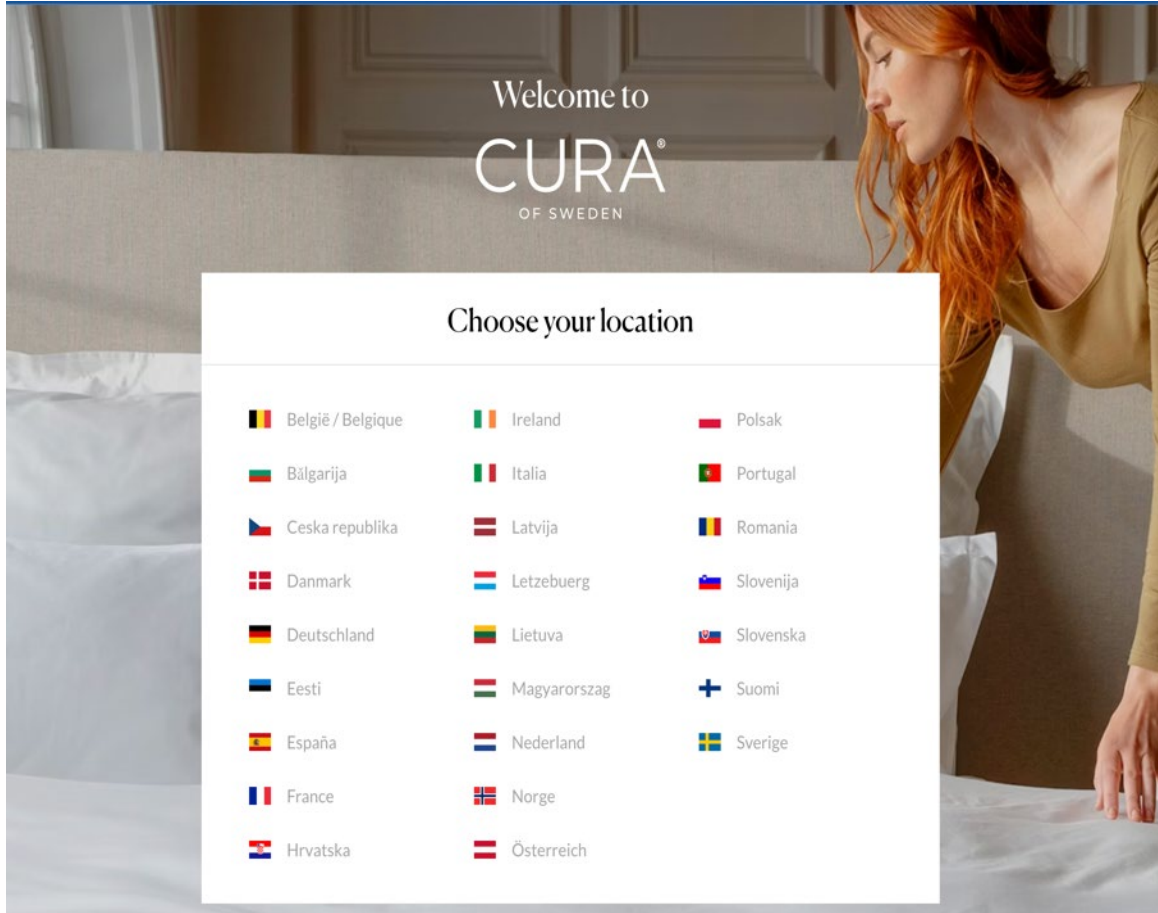 Welcome to
CURA®
OF SWEDEN
Choose your location
België / Belgique
Bălgarija
Ceska republika
Danmark
Deutschland
Eesti
España
France
Hrvatska
Ireland
Italia
Latvija
Letzebuerg
Lietuva
Magyarorszag
Nederland
Norge
Österreich
Polsak
Portugal
Romania
Slovenija
Slovenska
Suomi
Sverige